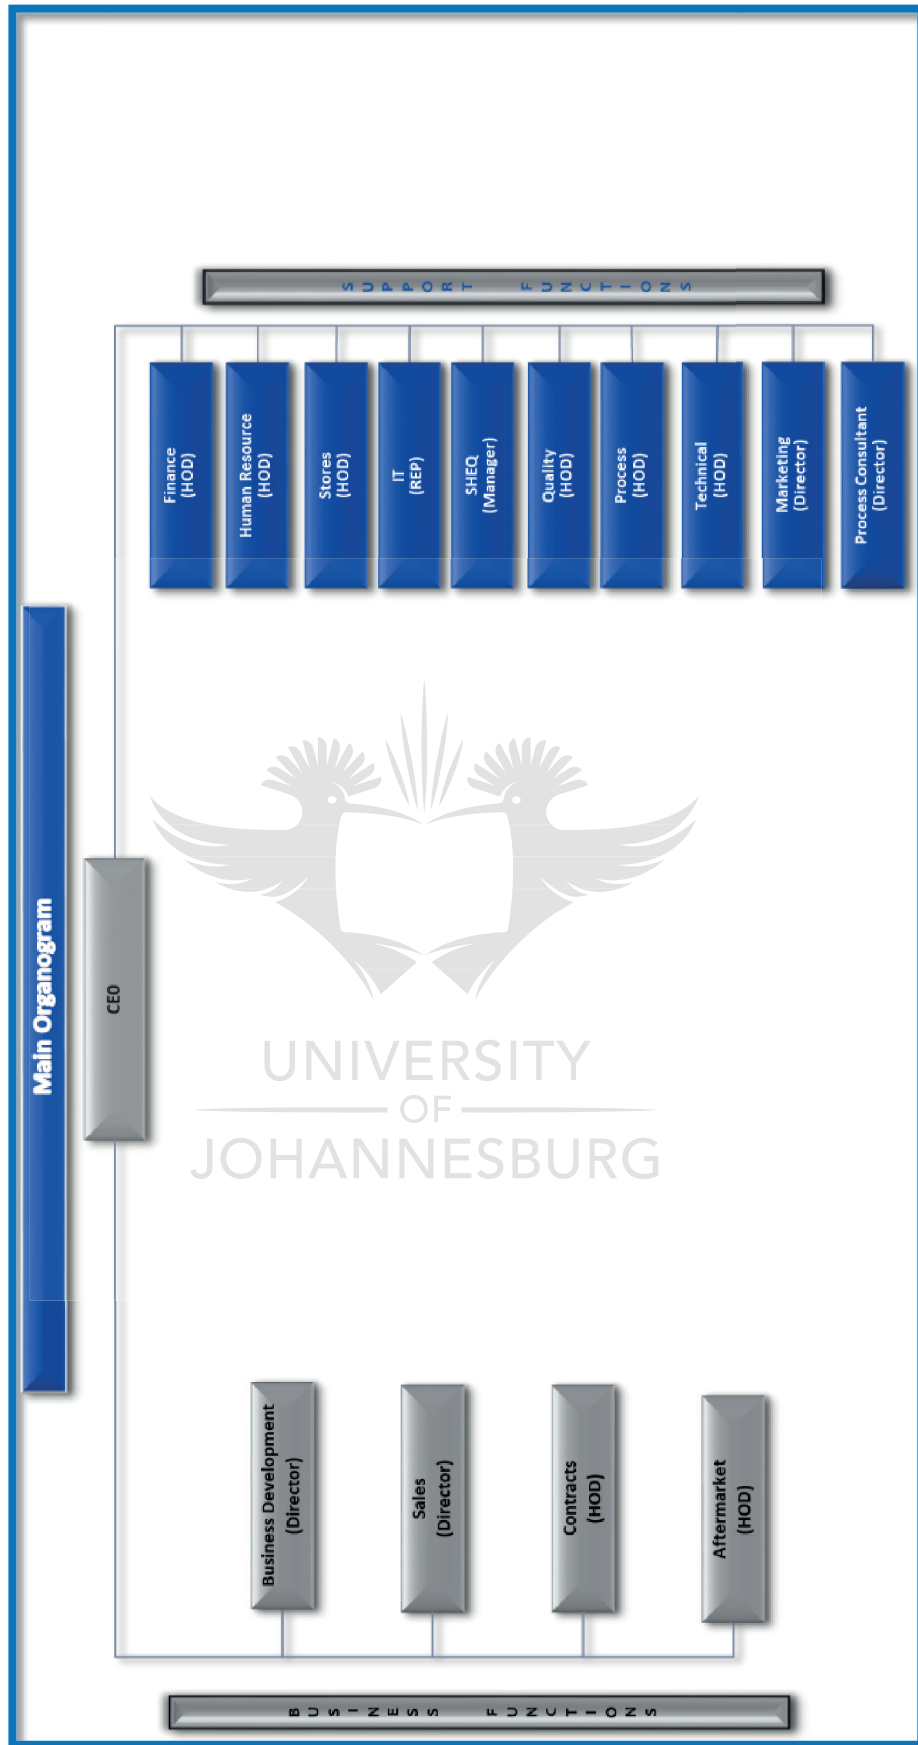 Main Organogram
CEO
BUSINESS FUNCTIONS
Business Development
(Director)
Sales
(Director)
Contracts
(HOD)
Aftermarket
(HOD)
SUPPORT FUNCTIONS
Finance
(HOD)
Human Resource
(HOD)
Stores
(HOD)
IT
(REP)
SHEQ
(Manager)
Quality
(HOD)
Process
(HOD)
Technical
(HOD)
Marketing
(Director)
Process Consultant
(Director)
UNIVERSITY
OF
JOHANNESBURG